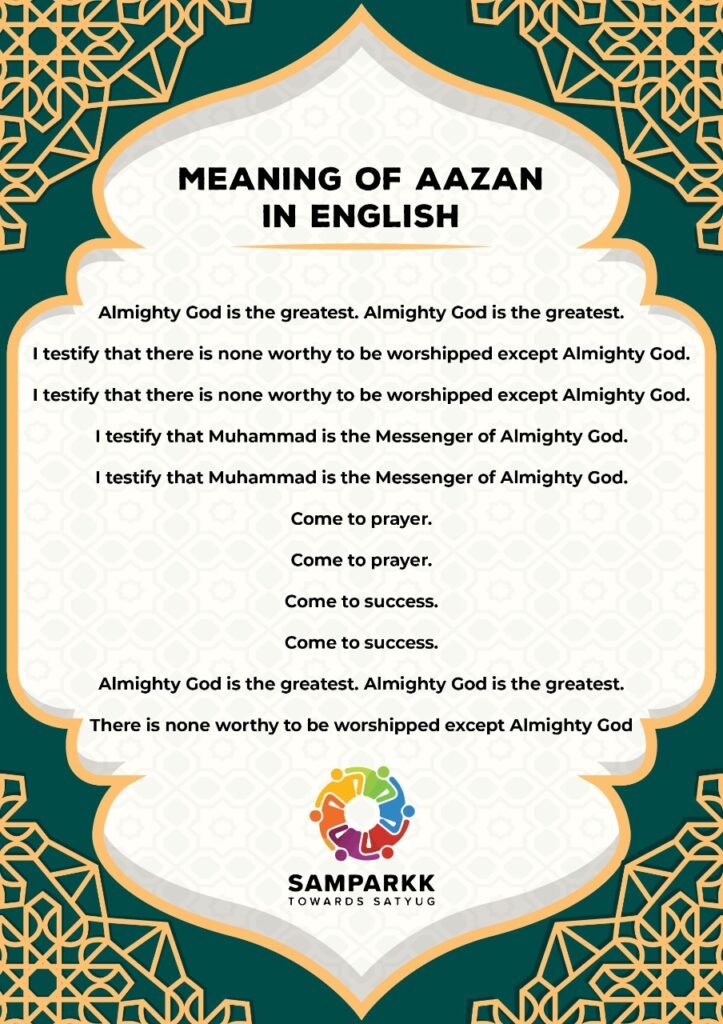 MEANING OF AAZAN
IN ENGLISH
Almighty God is the greatest. Almighty God is the greatest.
I testify that there is none worthy to be worshipped except Almighty God.
I testify that there is none worthy to be worshipped except Almighty God.
I testify that Muhammad is the Messenger of Almighty God.
I testify that Muhammad is the Messenger of Almighty God.
Come to prayer.
Come to prayer.
Come to success.
Come to success.
Almighty God is the greatest. Almighty God is the greatest.
There is none worthy to be worshipped except Almighty God
SAMPARKK
TOWARDS SATYUG